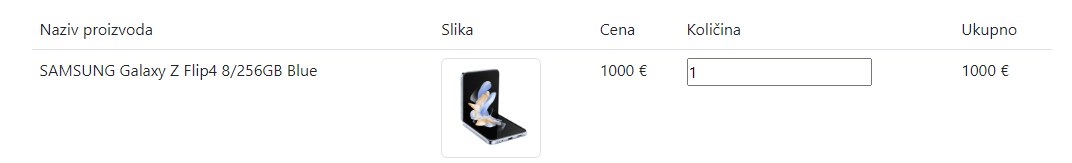 Naziv proizvoda Slika Cena Količina Ukupno
SAMSUNG Galaxy Z Flip4 8/256GB Blue 1000 € 1 1000 €